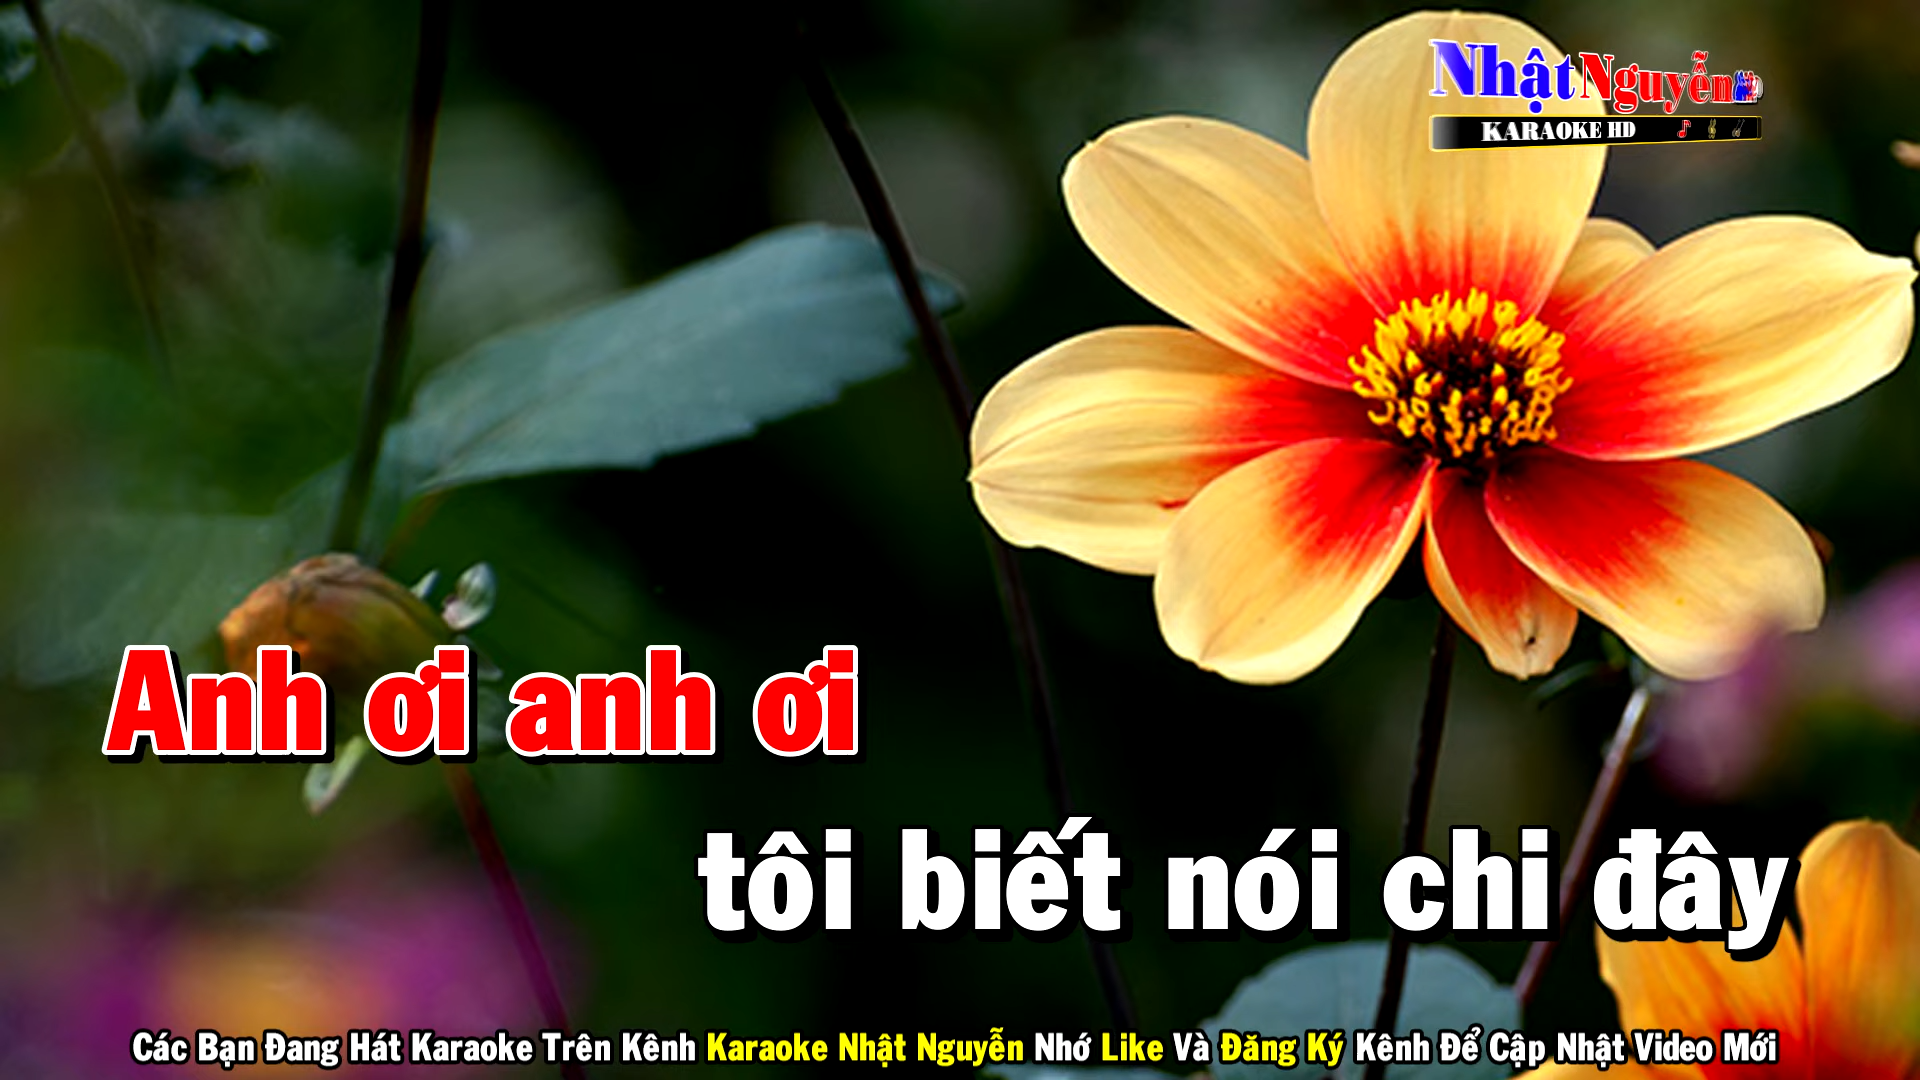 Nhật Nguyễn
KARAOKE HD
Anh ơi anh ơi
tôi biết nói chi đây
Các Bạn Đang Hát Karaoke Trên Kênh Karaoke Nhật Nguyễn Nhớ Like Và Đăng Ký Kênh Để Cập Nhật Video Mới